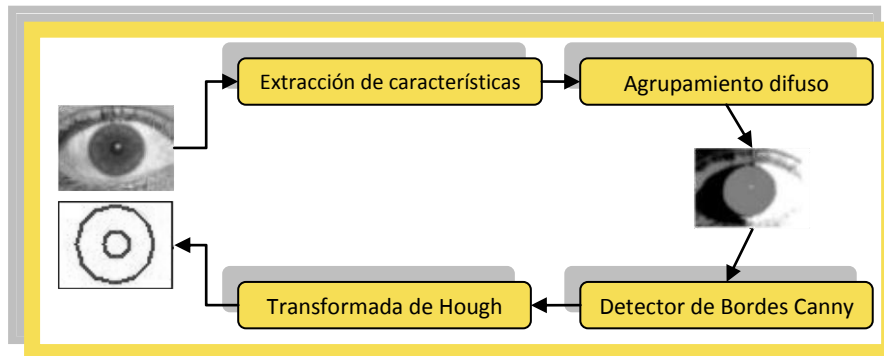 Extracción de características
Agrupamiento difuso
Detector de Bordes Canny
Transformada de Hough